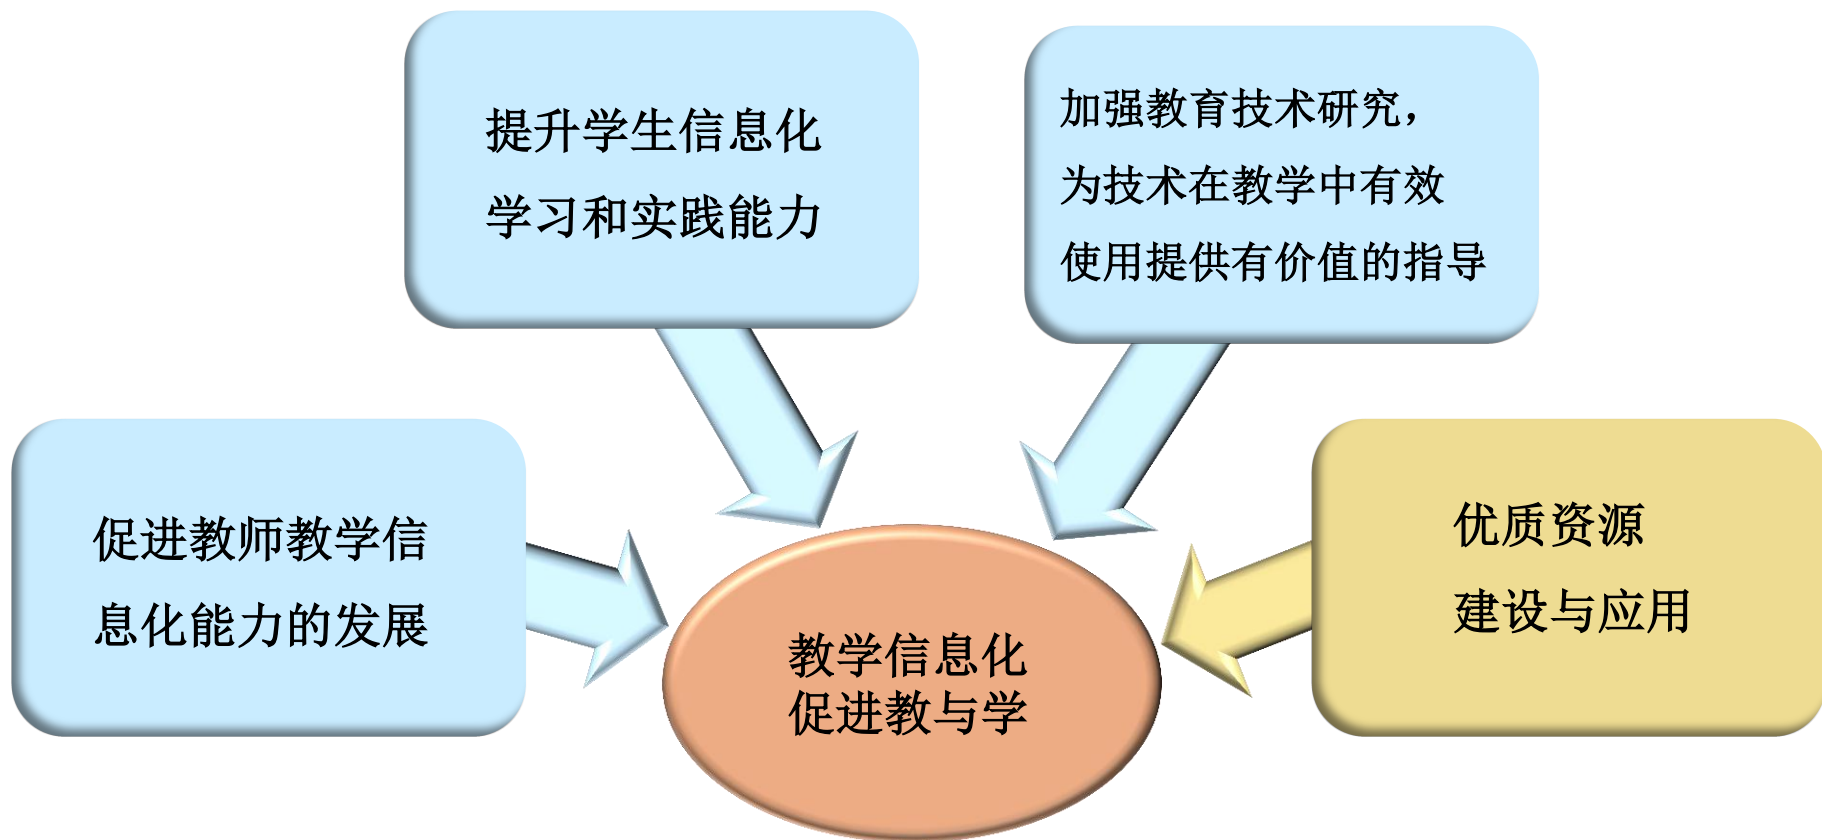 提升学生信息化
学习和实践能力
加强教育技术研究，
为技术在教学中有效
使用提供有价值的指导
促进教师教学信
息化能力的发展
优质资源
建设与应用
教学信息化
促进教与学